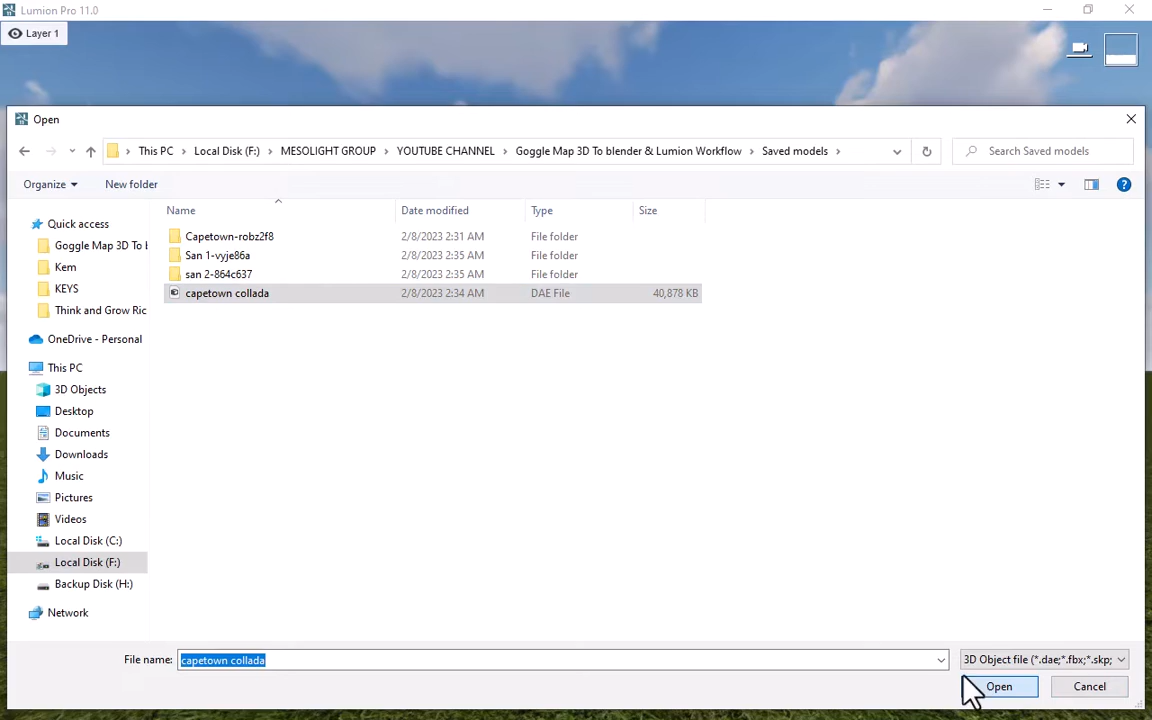 Lumion Pro 11.0
Layer 1
Open
This PC > Local Disk (F:) > MESOLIGHT GROUP > YOUTUBE CHANNEL > Goggle Map 3D To blender & Lumion Workflow > Saved models >
Search Saved models
Organize
New folder
Name Date modified Type Size
Quick access
Goggle Map 3D To b
Kem
KEYS
Think and Grow Ric
OneDrive - Personal
This PC
3D Objects
Desktop
Documents
Downloads
Music
Pictures
Videos
Local Disk (C:)
Local Disk (F:)
Backup Disk (H:)
Network
Capetown-robz2f8 2/8/2023 2:31 AM File folder
San 1-vyje86a 2/8/2023 2:35 AM File folder
san 2-864c637 2/8/2023 2:35 AM File folder
capetown collada 2/8/2023 2:34 AM DAE File 40,878 KB
File name: capetown collada
3D Object file (*.dae;*.fbx;*.skp;
Open
Cancel